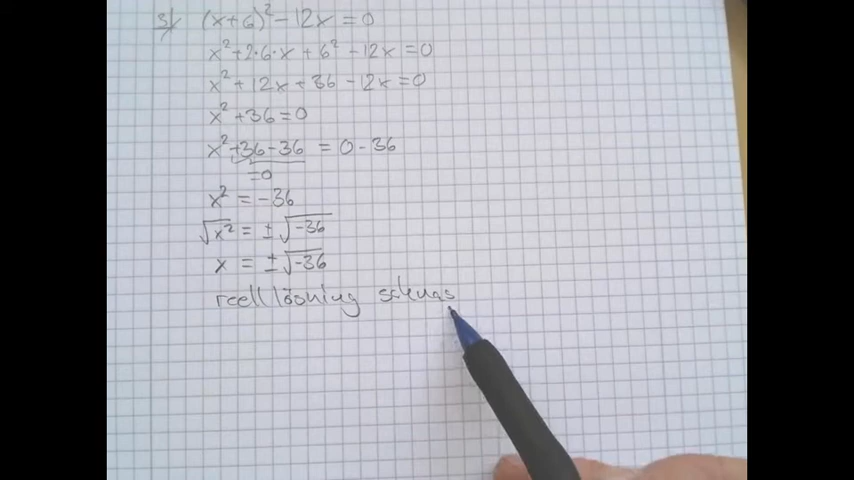 3) (x+6)² - 12x = 0
x² + 2·6·x + 6² - 12x = 0
x² + 12x + 36 - 12x = 0
x² + 36 = 0
x² + 36 - 36 = 0 - 36
=0
x² = -36
√x² = ±√-36
x = ±√-36
reell lösning saknas